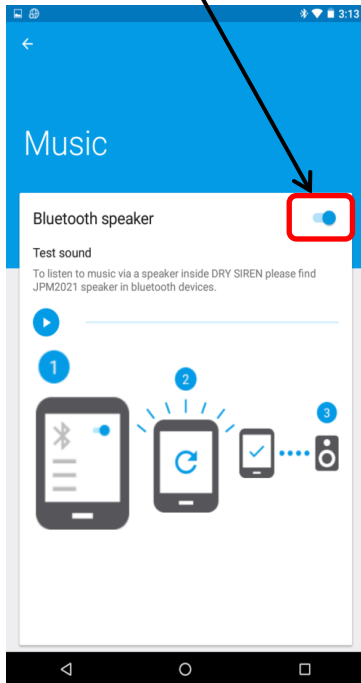 3:13
Music
Bluetooth speaker
Test sound
To listen to music via a speaker inside DRY SIREN please find
JPM2021 speaker in bluetooth devices.
1
2
3